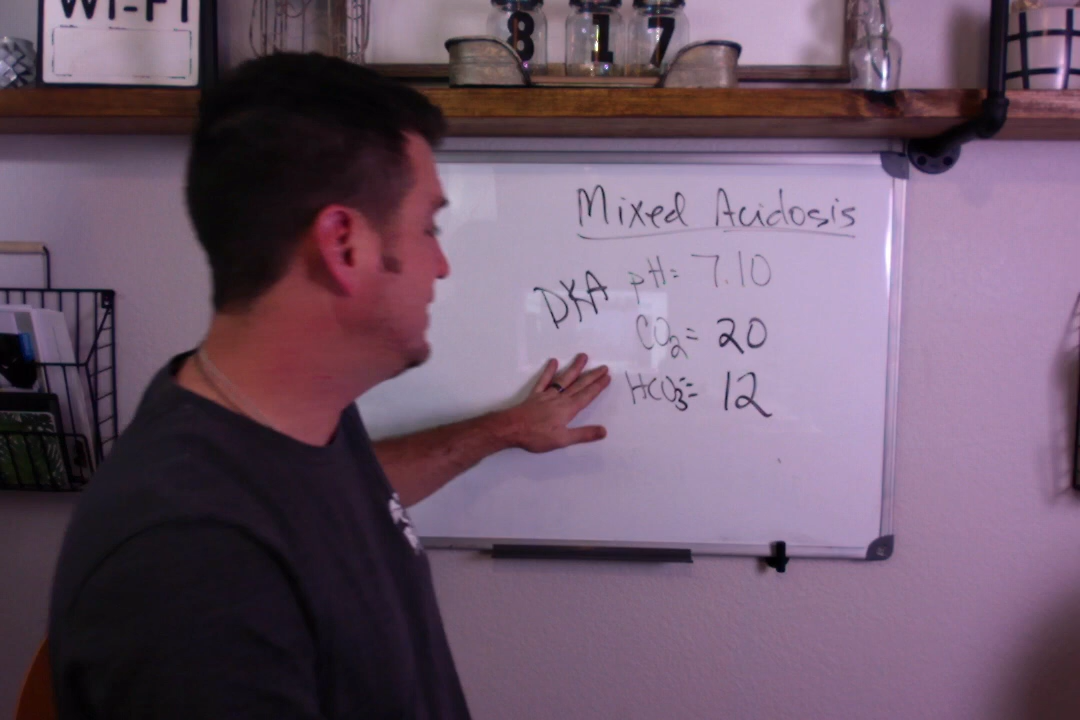 WI-FI
8 1 7
Mixed Acidosis
DKA pH= 7.10
CO2= 20
HCO3-= 12